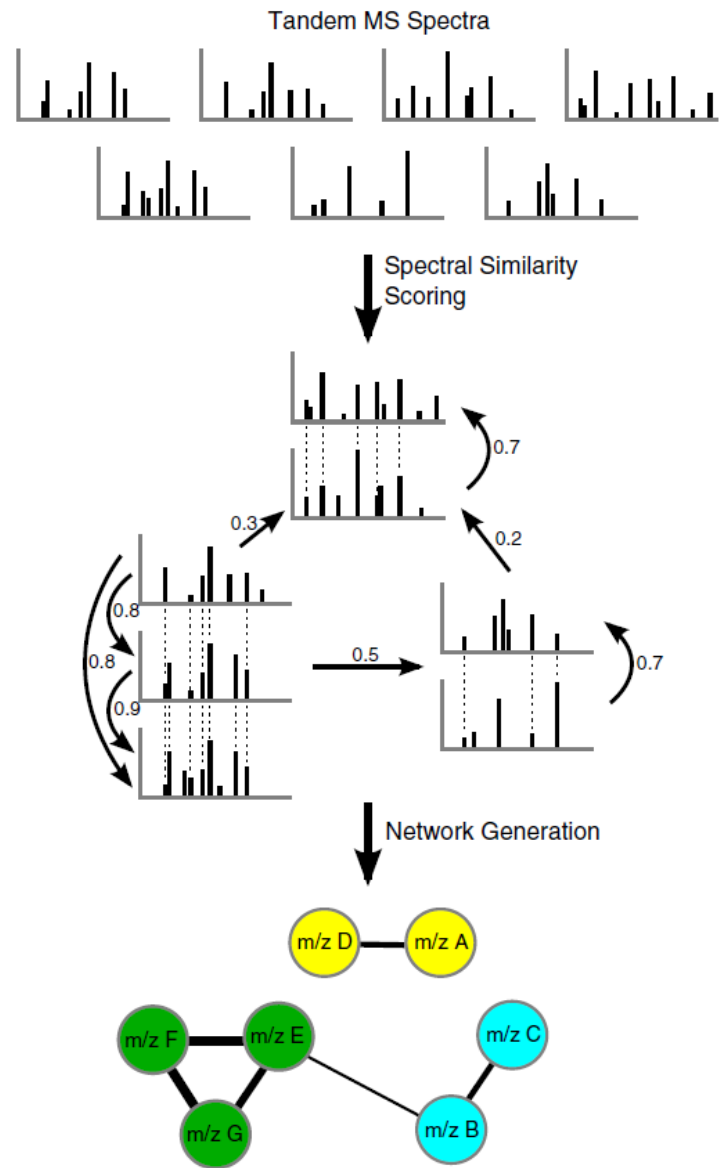 Tandem MS Spectra
Spectral Similarity
Scoring
0.7
0.3
0.2
0.8
0.8
0.5
0.7
0.9
Network Generation
m/z D
m/z A
m/z F
m/z E
m/z C
m/z G
m/z B